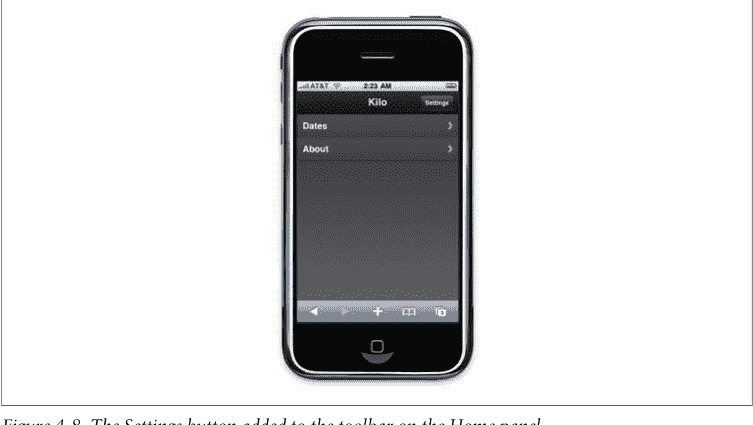 AT&T 2:23 AM
Kilo Settings
Dates
About
Figure 4-8. The Settings button added to the toolbar on the Home panel